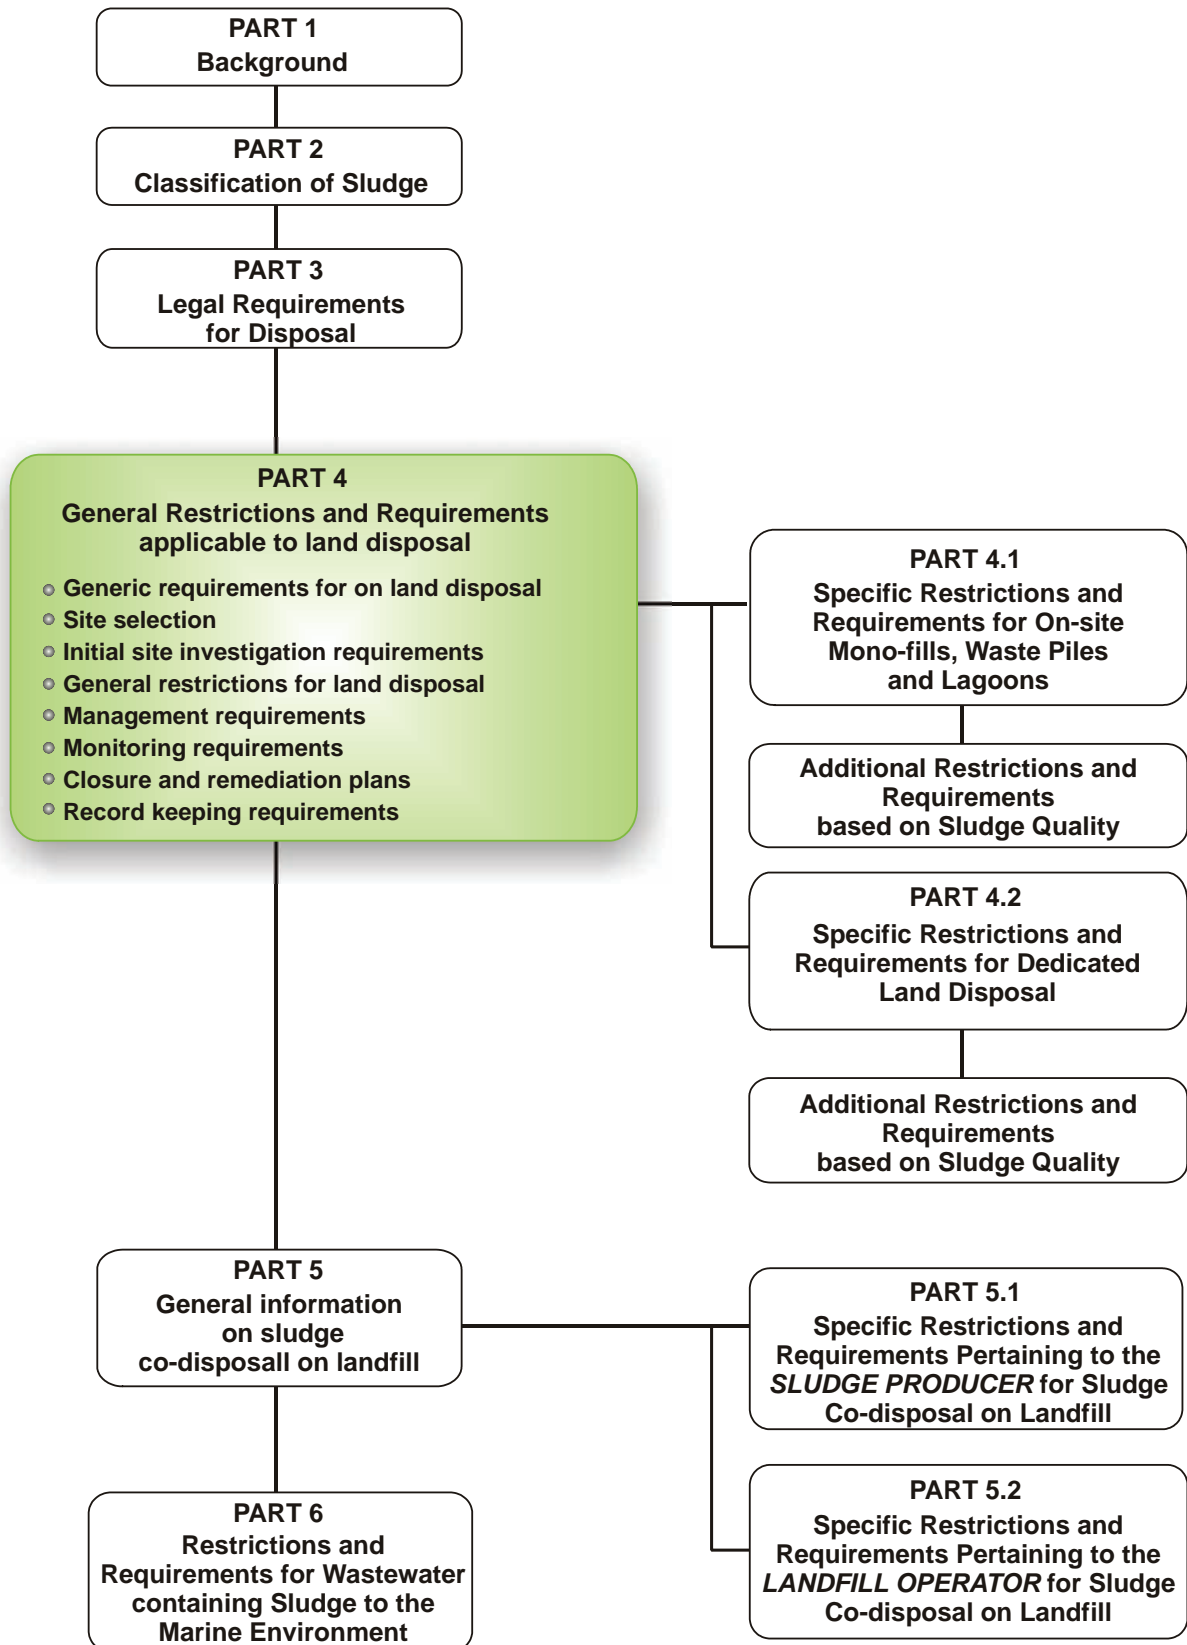 PART 1
Background
PART 2
Classification of Sludge
PART 3
Legal Requirements
for Disposal
PART 4
General Restrictions and Requirements
applicable to land disposal
Generic requirements for on land disposal
Site selection
Initial site investigation requirements
General restrictions for land disposal
Management requirements
Monitoring requirements
Closure and remediation plans
Record keeping requirements
PART 4.1
Specific Restrictions and
Requirements for On-site
Mono-fills, Waste Piles
and Lagoons
Additional Restrictions and
Requirements
based on Sludge Quality
PART 4.2
Specific Restrictions and
Requirements for Dedicated
Land Disposal
Additional Restrictions and
Requirements
based on Sludge Quality
PART 5
General information
on sludge
co-disposall on landfill
PART 5.1
Specific Restrictions and
Requirements Pertaining to the
SLUDGE PRODUCER for Sludge
Co-disposal on Landfill
PART 5.2
Specific Restrictions and
Requirements Pertaining to the
LANDFILL OPERATOR for Sludge
Co-disposal on Landfill
PART 6
Restrictions and
Requirements for Wastewater
containing Sludge to the
Marine Environment